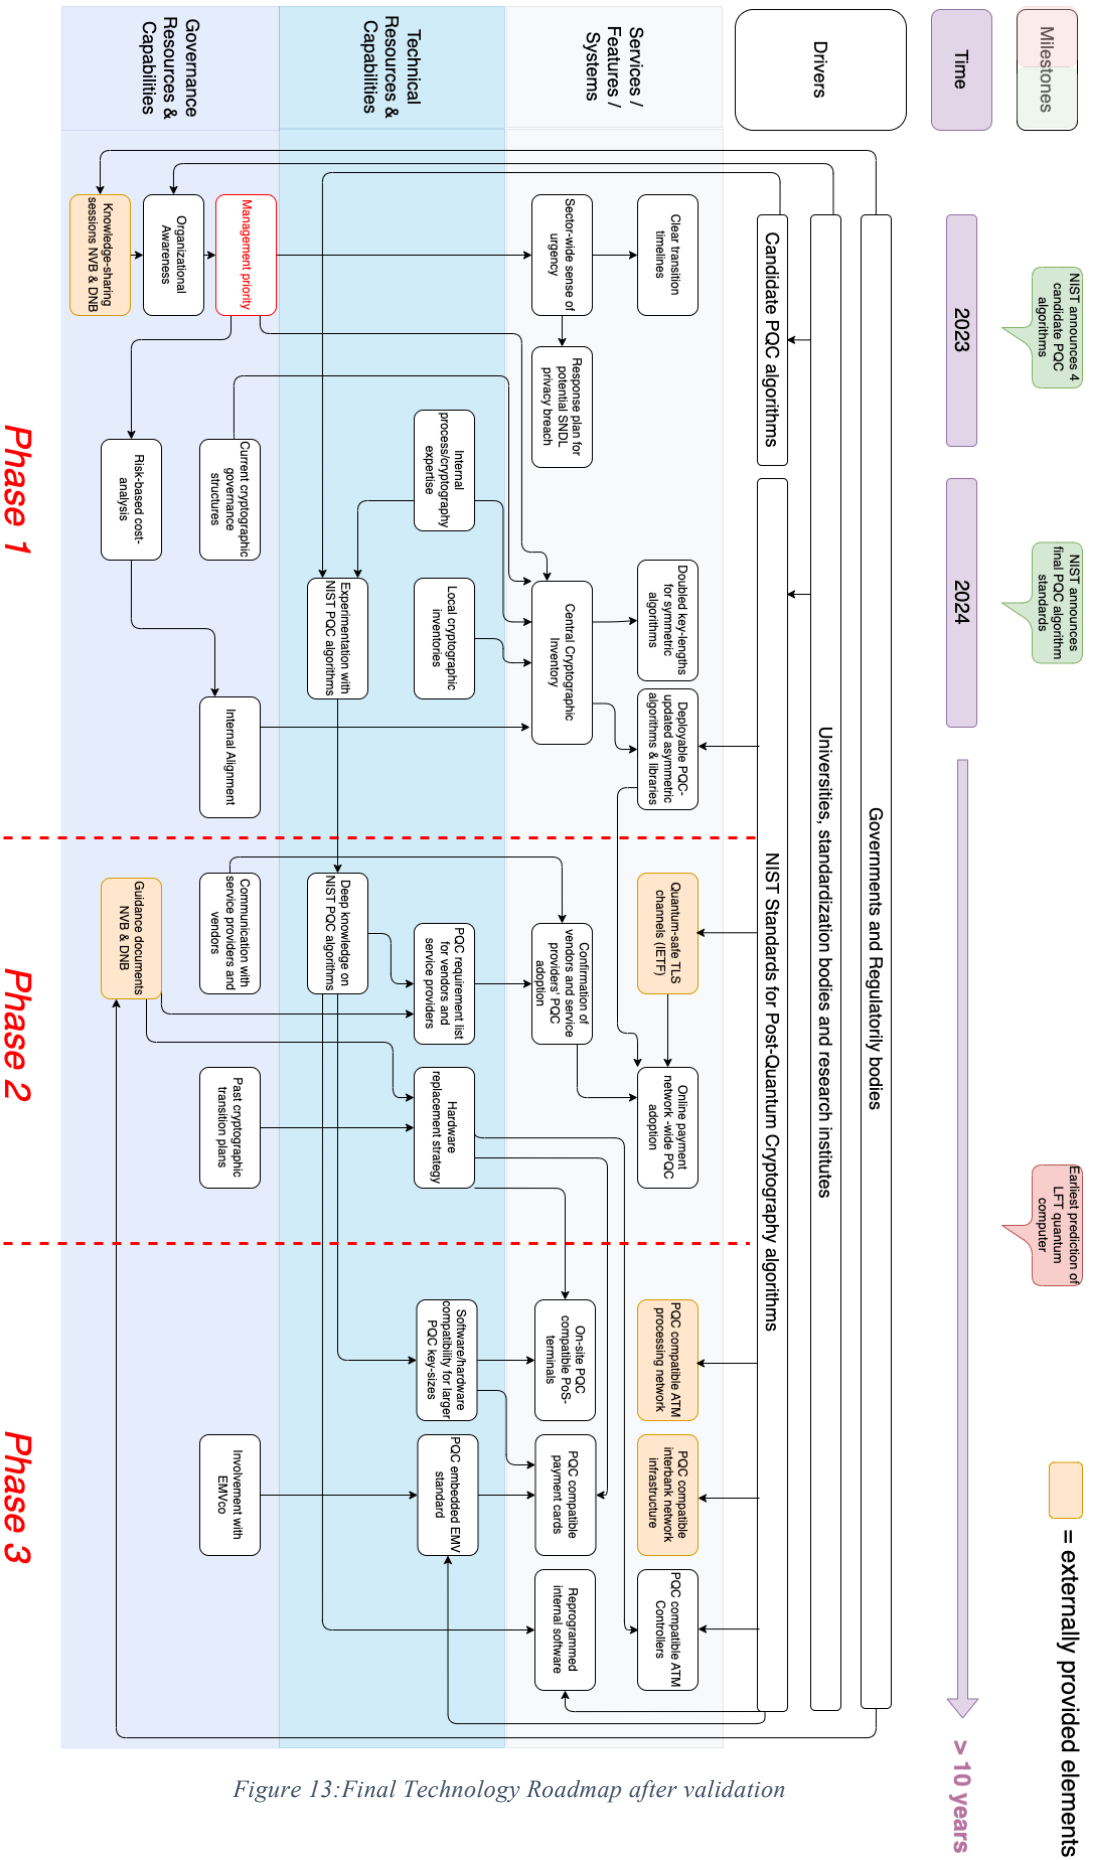 Milestones
NIST announces 4
candidate PQC
algorithms
NIST announces
final PQC algorithm
standards
Earliest prediction of
LFT quantum
computer
= externally provided elements
Time
2023
2024
> 10 years
Drivers
Governments and Regulatorily bodies
Universities, standardization bodies and research institutes
Candidate PQC algorithms
NIST Standards for Post-Quantum Cryptography algorithms
Services /
Features /
Systems
Clear transition
timelines
Doubled key-lengths
for symmetric
algorithms
Deployable PQC-
updated asymmetric
algorithms & libraries
Quantum-safe TLS
channels (IETF)
Online payment
network -wide PQC
adoption
PQC compatible ATM
processing network
PQC compatible
interbank network
infrastructure
PQC compatible ATM
Controllers
Sector-wide sense of
urgency
Response plan for
potential SNDL
privacy breach
Central Cryptographic
Inventory
Confirmation of
vendors and service
providers' PQC
adoption
On-site PQC
compatible PoS-
terminals
PQC compatible
payment cards
Reprogrammed
internal software
Technical
Resources &
Capabilities
Internal
process/cryptography
expertise
Local cryptographic
inventories
PQC requirement list
for vendors and
service providers
Hardware
replacement strategy
Software/hardware
compatibility for larger
PQC key-sizes
PQC embedded EMV
standard
Experimentation with
NIST PQC algorithms
Deep knowledge on
NIST PQC algorithms
Governance
Resources &
Capabilities
Management priority
Current cryptographic
governance
structures
Internal Alignment
Communication with
service providers and
vendors
Past cryptographic
transition plans
Involvement with
EMVco
Organizational
Awareness
Risk-based cost-
analysis
Guidance documents
NVB & DNB
Knowledge-sharing
sessions NVB & DNB
Phase 1
Phase 2
Phase 3
Figure 13:Final Technology Roadmap after validation